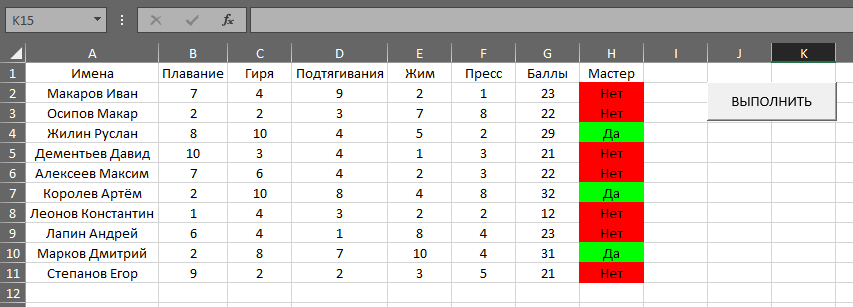 K15 fx
A B C D E F G H I J K
1 Имена Плавание Гиря Подтягивания Жим Пресс Баллы Мастер
2 Макаров Иван 7 4 9 2 1 23 Нет ВЫПОЛНИТЬ
3 Осипов Макар 2 2 3 7 8 22 Нет
4 Жилин Руслан 8 10 4 5 2 29 Да
5 Дементьев Давид 10 3 4 1 3 21 Нет
6 Алексеев Максим 7 6 4 2 3 22 Нет
7 Королев Артём 2 10 8 4 8 32 Да
8 Леонов Константин 1 4 3 2 2 12 Нет
9 Лапин Андрей 6 4 1 8 4 23 Нет
10 Марков Дмитрий 2 8 7 10 4 31 Да
11 Степанов Егор 9 2 2 3 5 21 Нет
12